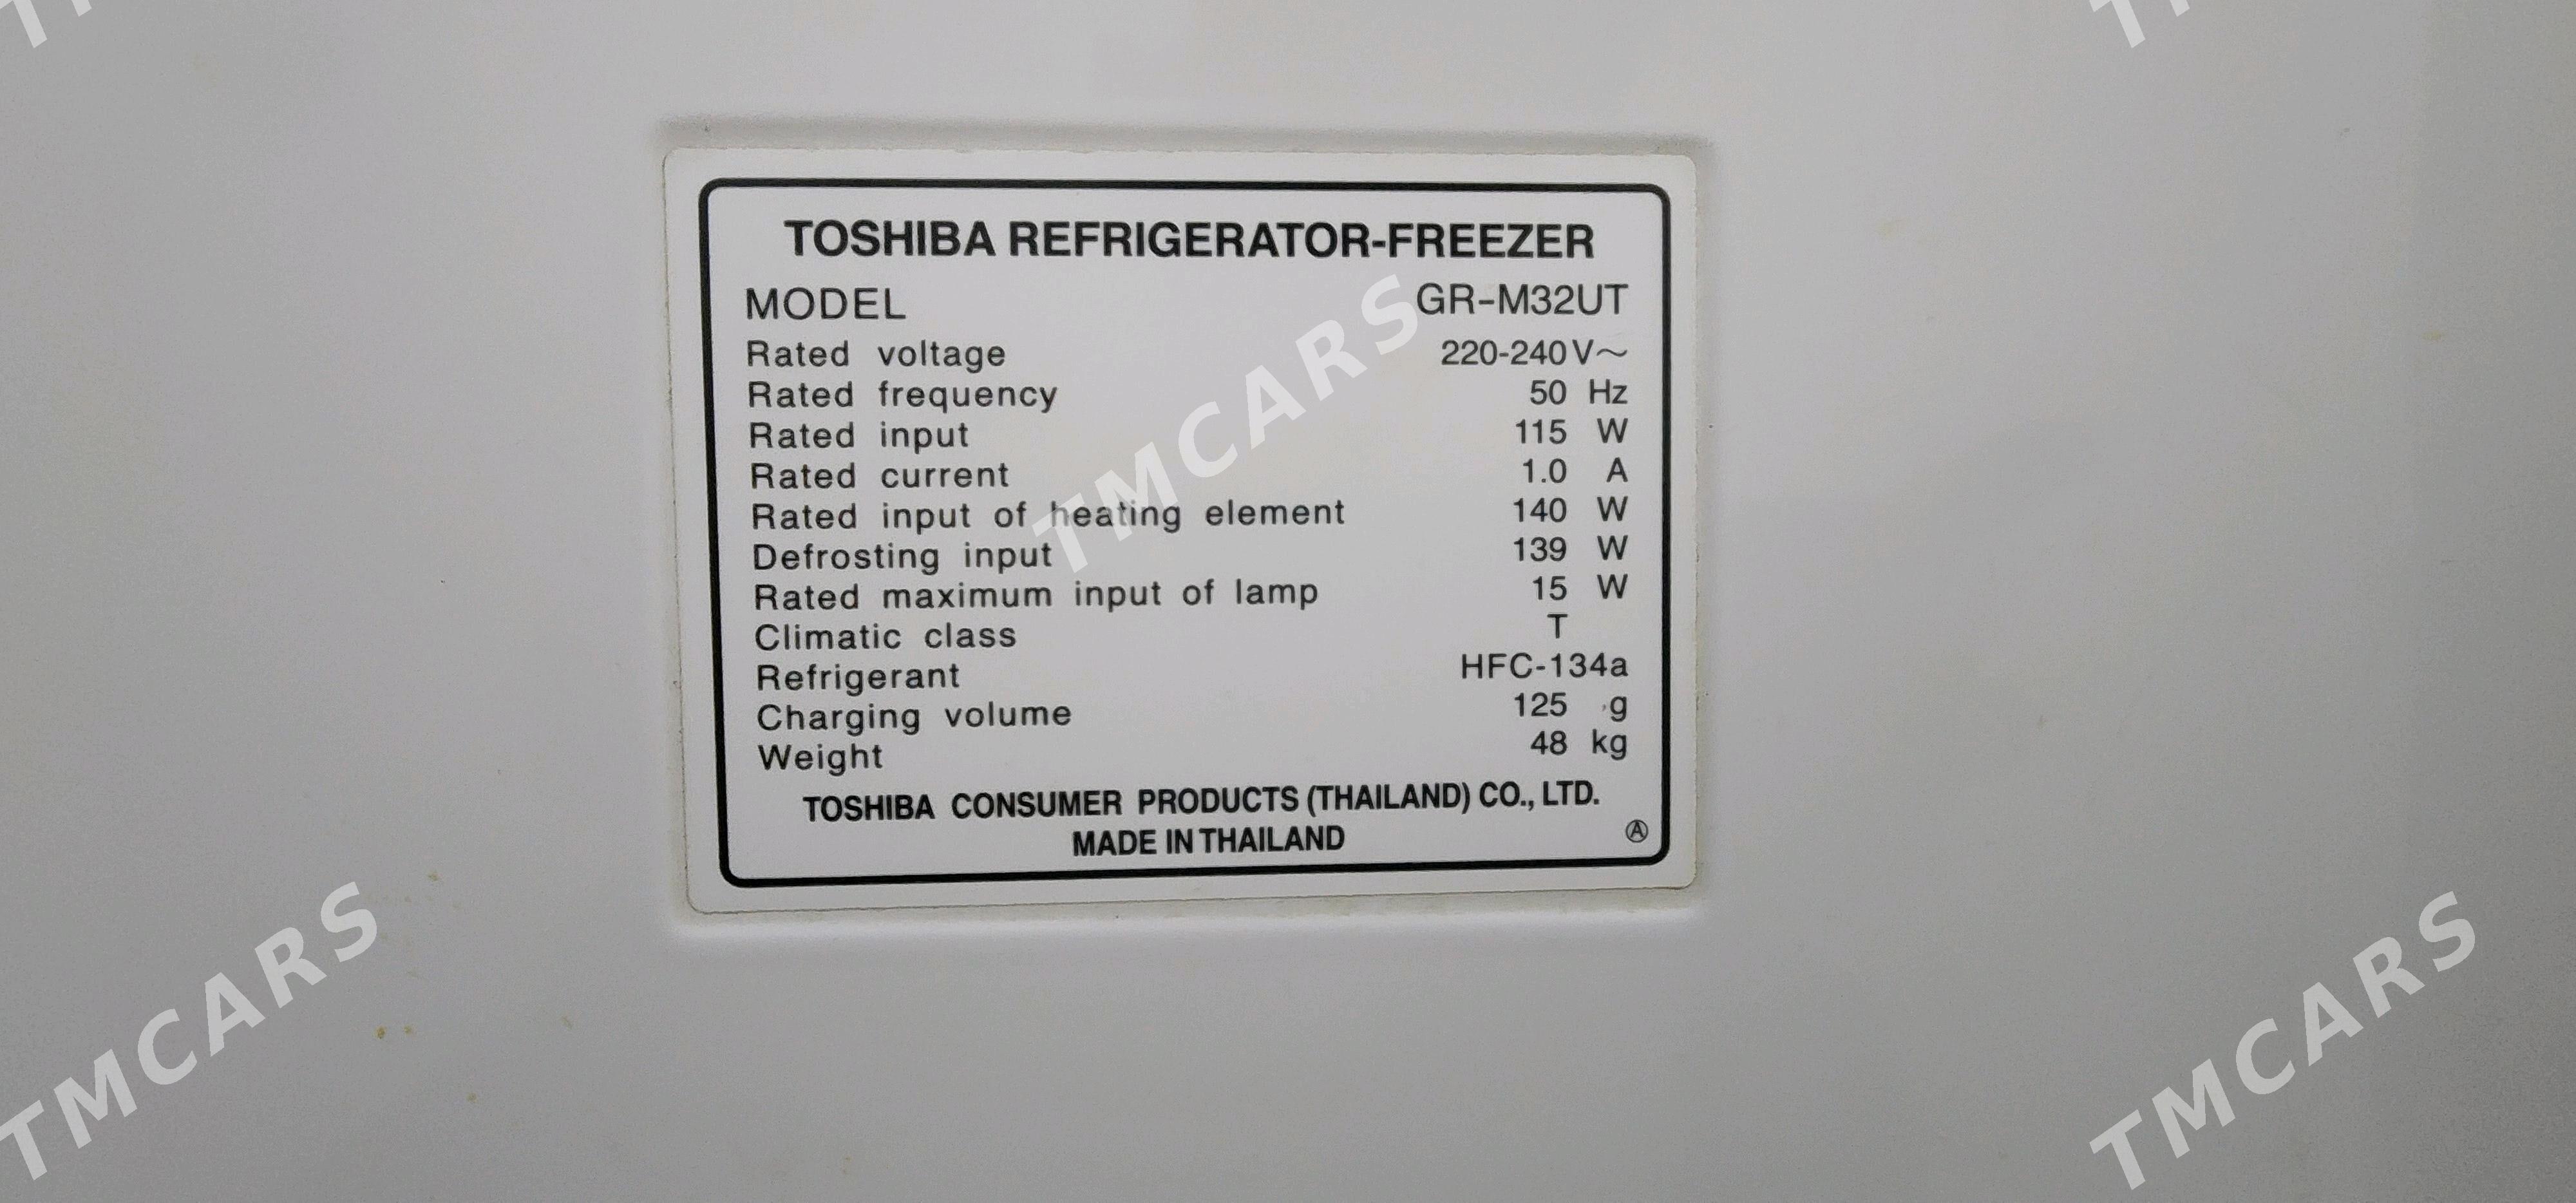 TOSHIBA REFRIGERATOR-FREEZER
MODEL GR-M32UT
Rated voltage 220-240V~
Rated frequency 50 Hz
Rated input 115 W
Rated current 1.0 A
Rated input of heating element 140 W
Defrosting input 139 W
Rated maximum input of lamp 15 W
Climatic class T
Refrigerant HFC-134a
Charging volume 125 g
Weight 48 kg
TOSHIBA CONSUMER PRODUCTS (THAILAND) CO., LTD.
MADE IN THAILAND Ⓐ
TMCARS
TMCARS
TMCARS